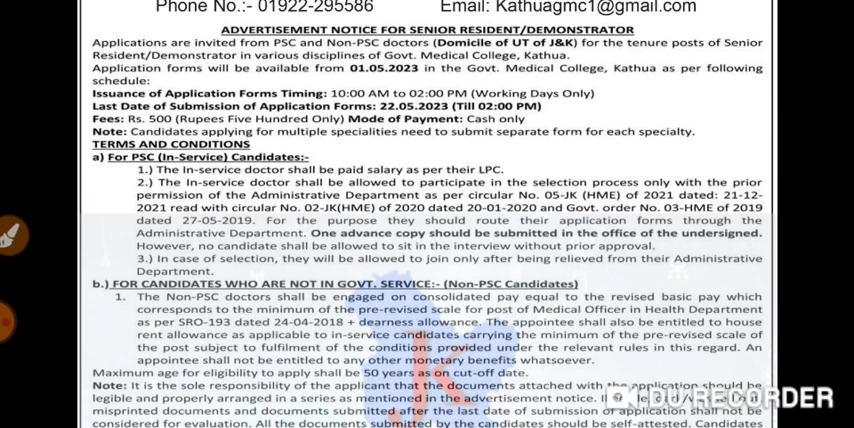 Phone No.:- 01922-295586 Email: Kathuagmc1@gmail.com
ADVERTISEMENT NOTICE FOR SENIOR RESIDENT/DEMONSTRATOR
Applications are invited from PSC and Non-PSC doctors (Domicile of UT of J&K) for the tenure posts of Senior
Resident/Demonstrator in various disciplines of Govt. Medical College, Kathua.
Application forms will be available from 01.05.2023 in the Govt. Medical College, Kathua as per following
schedule:
Issuance of Application Forms Timing: 10:00 AM to 02:00 PM (Working Days Only)
Last Date of Submission of Application Forms: 22.05.2023 (Till 02:00 PM)
Fees: Rs. 500 (Rupees Five Hundred Only) Mode of Payment: Cash only
Note: Candidates applying for multiple specialities need to submit separate form for each specialty.
TERMS AND CONDITIONS
a) For PSC (In-Service) Candidates:-
1.) The In-service doctor shall be paid salary as per their LPC.
2.) The In-service doctor shall be allowed to participate in the selection process only with the prior
permission of the Administrative Department as per circular No. 05-JK (HME) of 2021 dated: 21-12-
2021 read with circular No. 02-JK(HME) of 2020 dated 20-01-2020 and Govt. order No. 03-HME of 2019
dated 27-05-2019. For the purpose they should route their application forms through the
Administrative Department. One advance copy should be submitted in the office of the undersigned.
However, no candidate shall be allowed to sit in the interview without prior approval.
3.) In case of selection, they will be allowed to join only after being relieved from their Administrative
Department.
b.) FOR CANDIDATES WHO ARE NOT IN GOVT. SERVICE:- (Non-PSC Candidates)
1. The Non-PSC doctors shall be engaged on consolidated pay equal to the revised basic pay which
corresponds to the minimum of the pre-revised scale for post of Medical Officer in Health Department
as per SRO-193 dated 24-04-2018 + dearness allowance. The appointee shall also be entitled to house
rent allowance as applicable to in-service candidates carrying the minimum of the pre-revised scale of
the post subject to fulfilment of the conditions provided under the relevant rules in this regard. An
appointee shall not be entitled to any other monetary benefits whatsoever.
Maximum age for eligibility to apply shall be 50 years as on cut-off date.
Note: It is the sole responsibility of the applicant that the documents attached with the application should be
legible and properly arranged in a series as mentioned in the advertisement notice.
misprinted documents and documents submitted after the last date of submission of application shall not be
considered for evaluation. All the documents submitted by the candidates should be self-attested. Candidates
JK
DU RECORDER